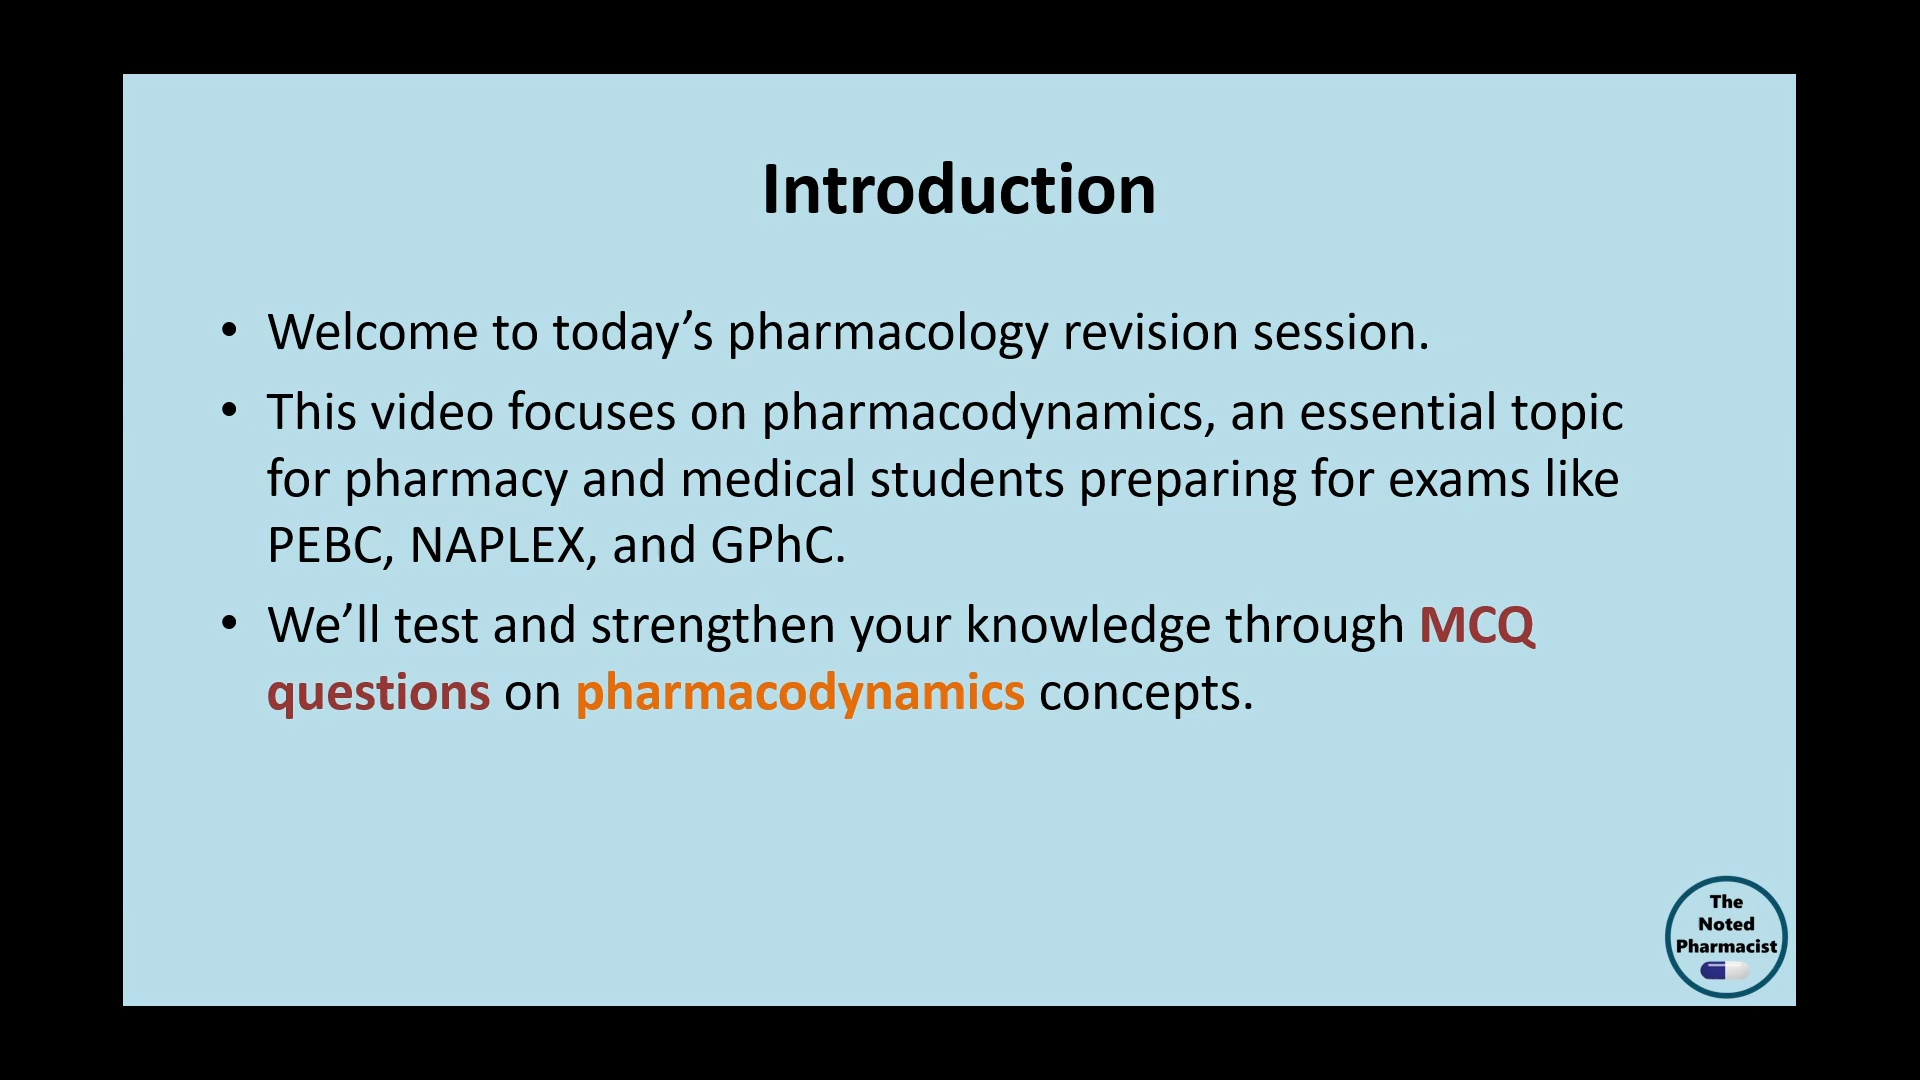 Introduction
• Welcome to today’s pharmacology revision session.
• This video focuses on pharmacodynamics, an essential topic
for pharmacy and medical students preparing for exams like
PEBC, NAPLEX, and GPhC.
• We’ll test and strengthen your knowledge through MCQ
questions on pharmacodynamics concepts.
The
Noted
Pharmacist